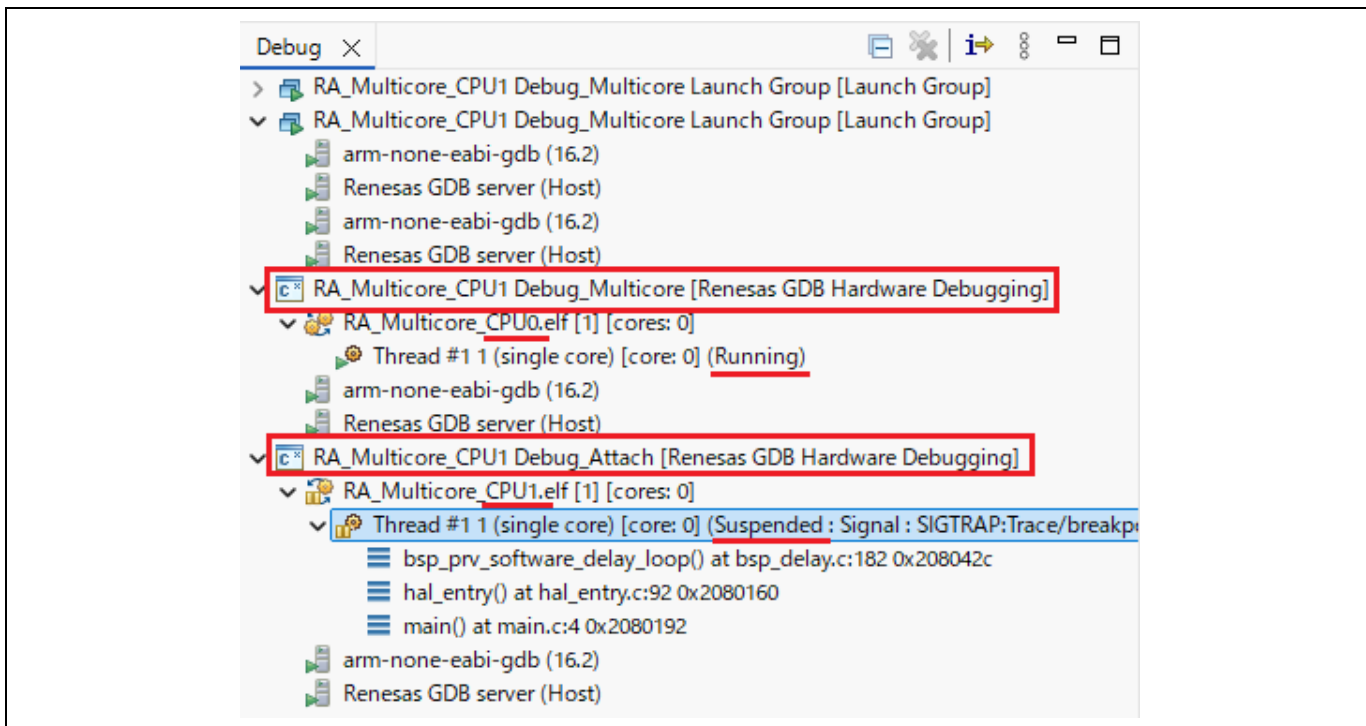 Debug
RA_Multicore_CPU1 Debug_Multicore Launch Group [Launch Group]
RA_Multicore_CPU1 Debug_Multicore Launch Group [Launch Group]
arm-none-eabi-gdb (16.2)
Renesas GDB server (Host)
arm-none-eabi-gdb (16.2)
Renesas GDB server (Host)
RA_Multicore_CPU1 Debug_Multicore [Renesas GDB Hardware Debugging]
RA_Multicore_CPU0.elf [1] [cores: 0]
Thread #1 1 (single core) [core: 0] (Running)
arm-none-eabi-gdb (16.2)
Renesas GDB server (Host)
RA_Multicore_CPU1 Debug_Attach [Renesas GDB Hardware Debugging]
RA_Multicore_CPU1.elf [1] [cores: 0]
Thread #1 1 (single core) [core: 0] (Suspended : Signal : SIGTRAP:Trace/breakp
bsp_prv_software_delay_loop() at bsp_delay.c:182 0x208042c
hal_entry() at hal_entry.c:92 0x2080160
main() at main.c:4 0x2080192
arm-none-eabi-gdb (16.2)
Renesas GDB server (Host)